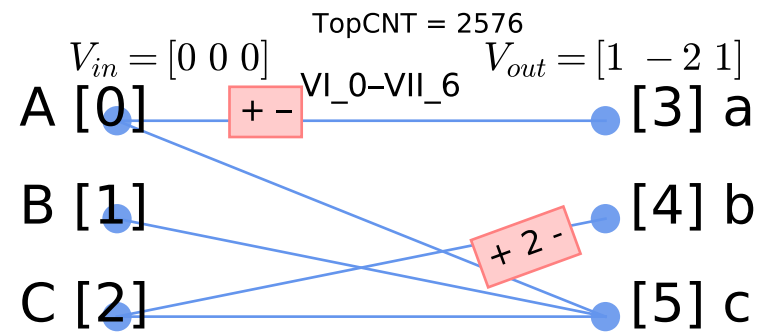 TopCNT = 2576
V_in = [0 0 0]
V_out = [1 −2 1]
VI_0–VII_6
A [0]
+ −
[3] a
B [1]
[4] b
+ 2 -
C [2]
[5] c